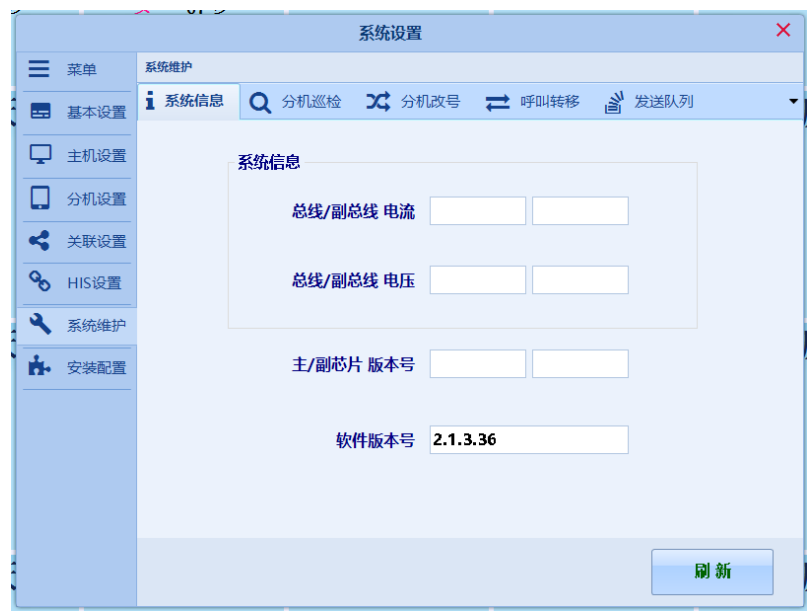 系统设置
菜单
系统维护
基本设置
系统信息
分机巡检
分机改号
呼叫转移
发送队列
主机设置
系统信息
分机设置
总线/副总线 电流
关联设置
HIS设置
总线/副总线 电压
系统维护
安装配置
主/副芯片 版本号
软件版本号
2.1.3.36
刷新